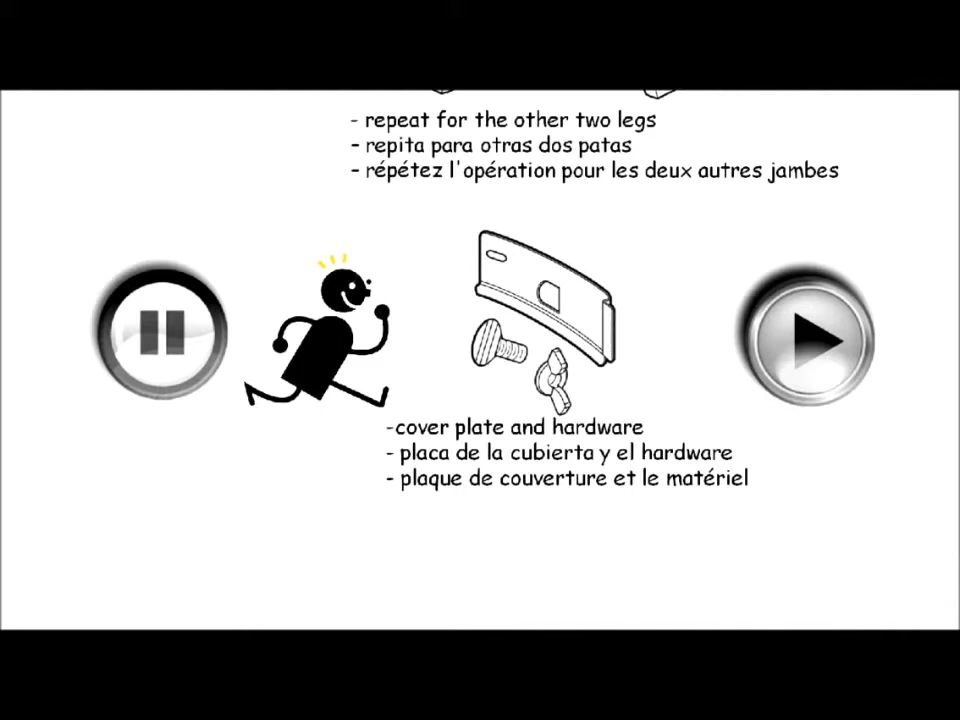 - repeat for the other two legs
- repita para otras dos patas
- répétez l'opération pour les deux autres jambes
-cover plate and hardware
- placa de la cubierta y el hardware
- plaque de couverture et le matériel